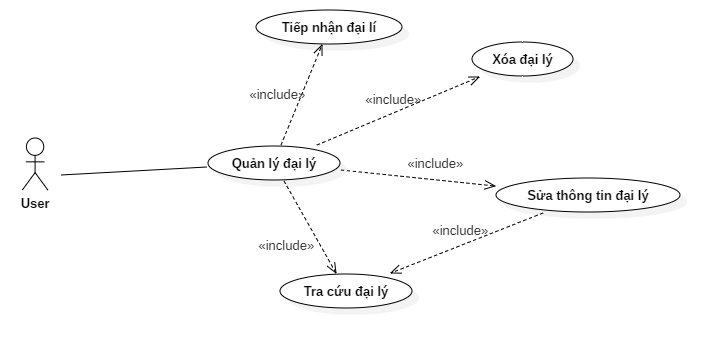 Tiếp nhận đại lí
Xóa đại lý
«include»
«include»
Quản lý đại lý
«include»
User
Sửa thông tin đại lý
«include»
«include»
Tra cứu đại lý